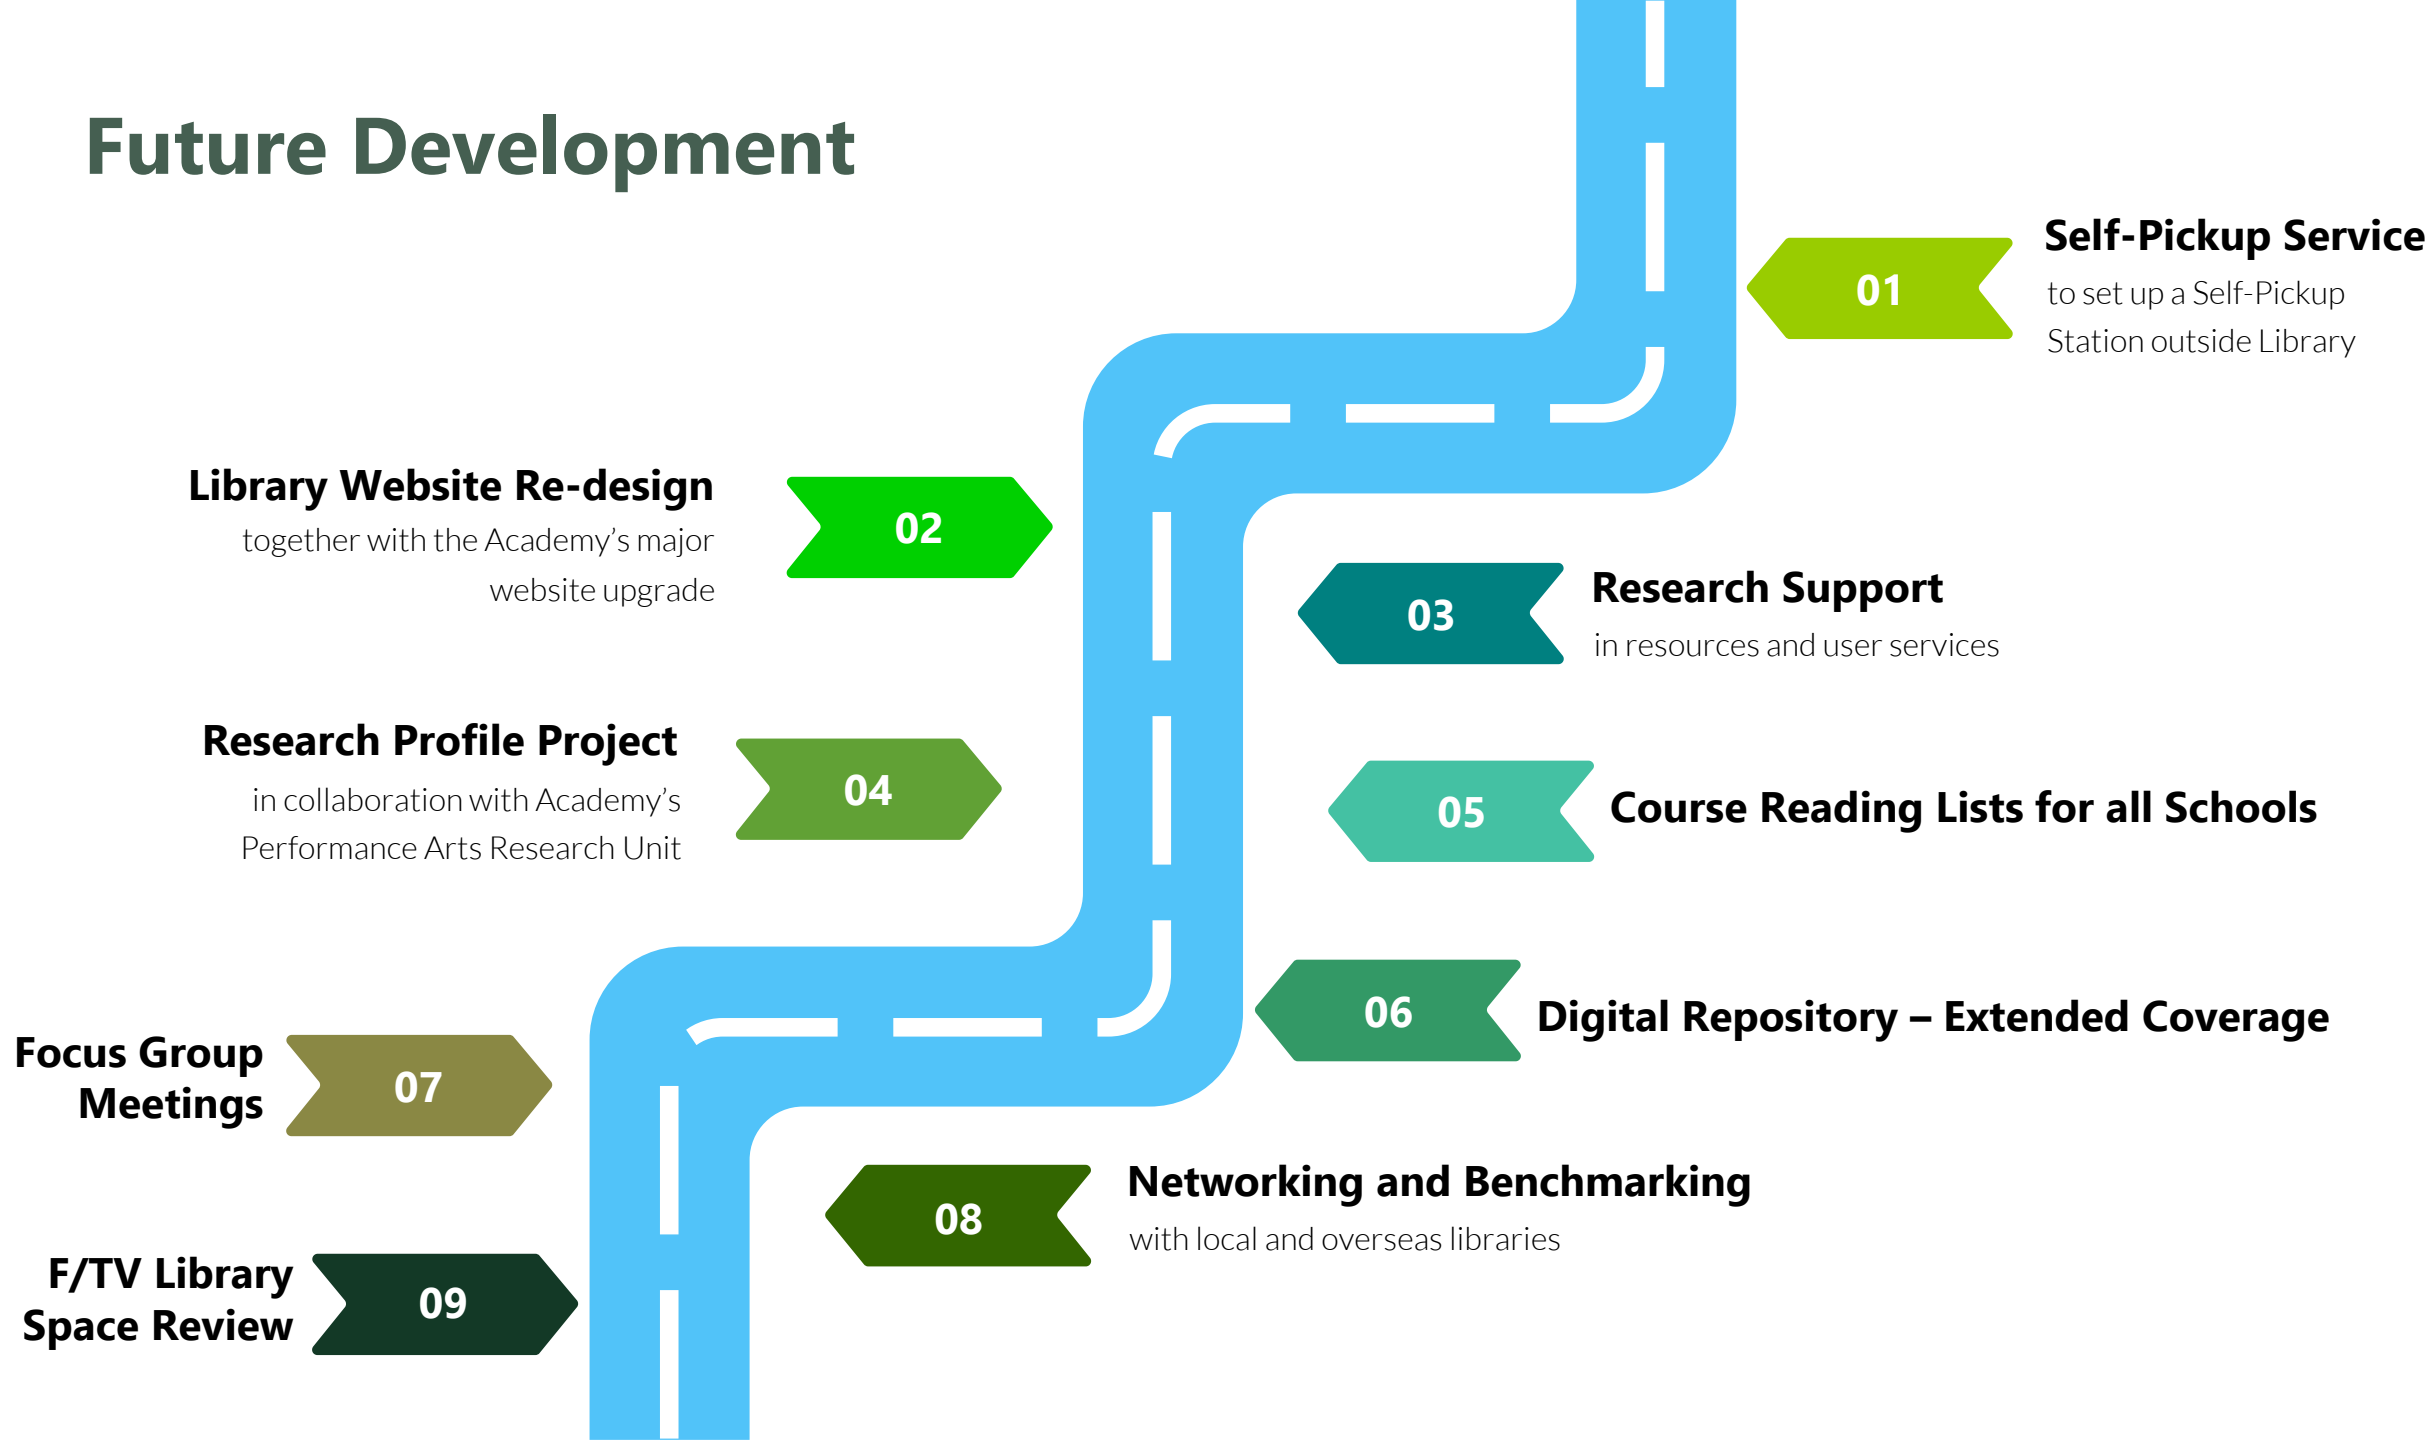 Future Development
01
Self-Pickup Service
to set up a Self-Pickup
Station outside Library
Library Website Re-design
together with the Academy’s major
website upgrade
02
03
Research Support
in resources and user services
Research Profile Project
in collaboration with Academy’s
Performance Arts Research Unit
04
05
Course Reading Lists for all Schools
06
Digital Repository – Extended Coverage
Focus Group
Meetings
07
08
Networking and Benchmarking
with local and overseas libraries
F/TV Library
Space Review
09